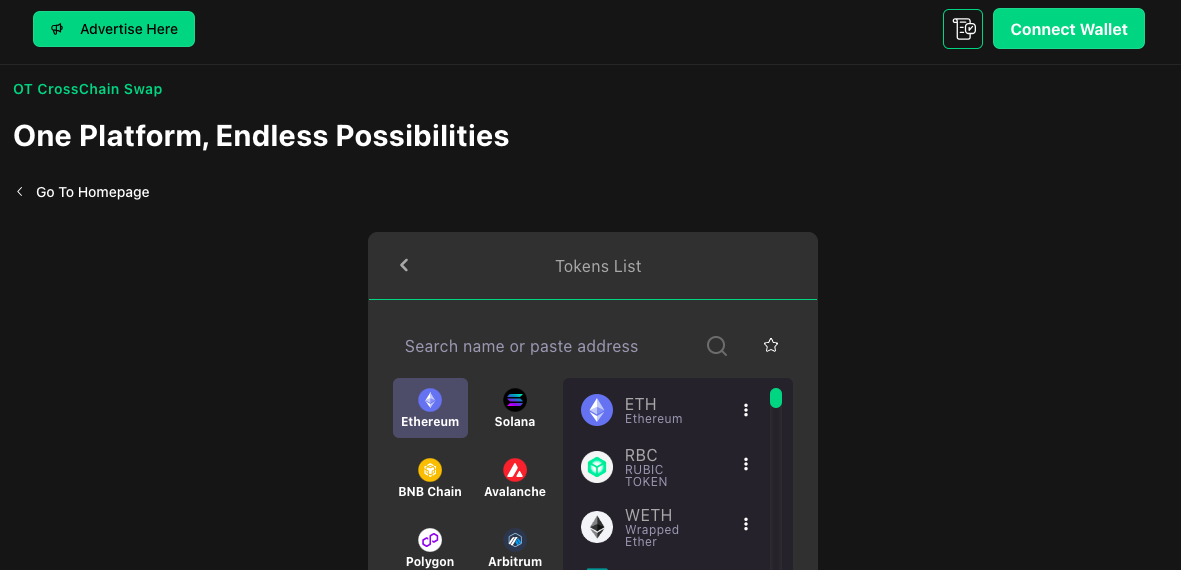 Advertise Here
Connect Wallet
OT CrossChain Swap
One Platform, Endless Possibilities
Go To Homepage
Tokens List
Search name or paste address
Ethereum
Solana
BNB Chain
Avalanche
Polygon
Arbitrum
ETH
Ethereum
RBC
RUBIC
TOKEN
WETH
Wrapped
Ether